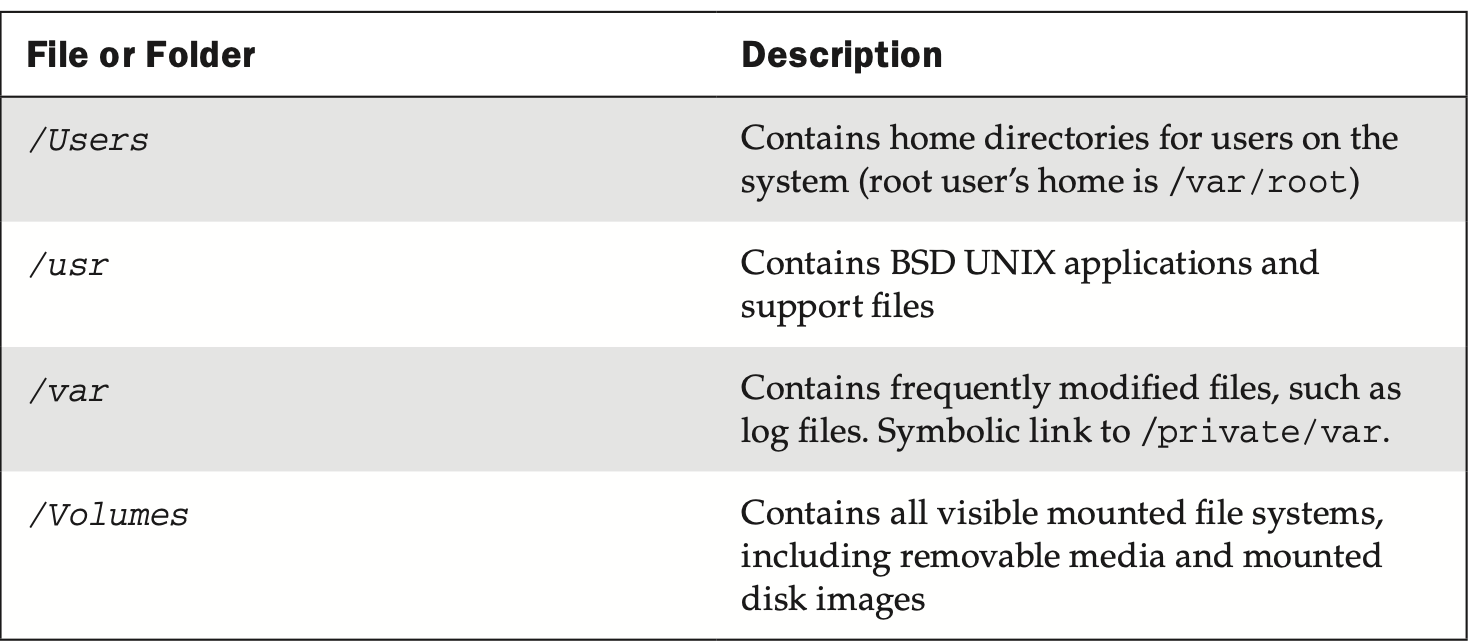 File or Folder Description
/Users Contains home directories for users on the
system (root user’s home is /var/root)
/usr Contains BSD UNIX applications and
support files
/var Contains frequently modified files, such as
log files. Symbolic link to /private/var.
/Volumes Contains all visible mounted file systems,
including removable media and mounted
disk images